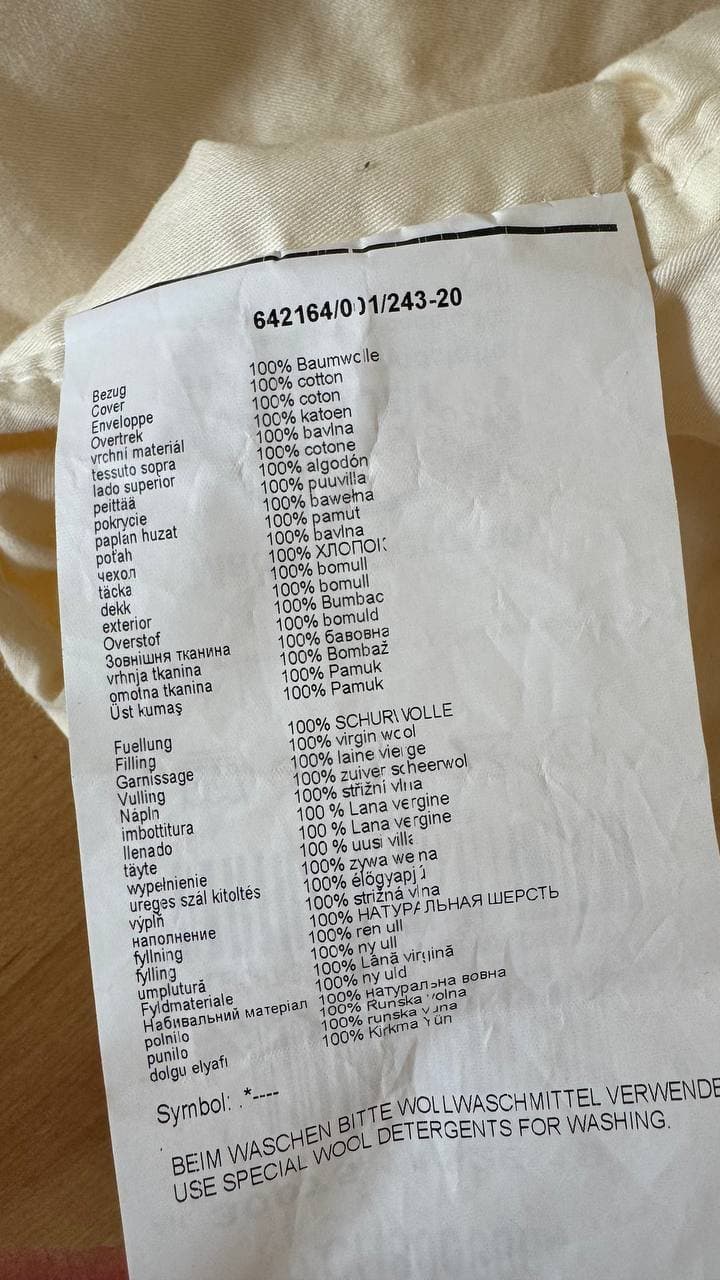 642164/001/243-20
Bezug 100% Baumwolle
Cover 100% cotton
Enveloppe 100% coton
Overtrek 100% katoen
vrchní materiál 100% bavlna
tessuto sopra 100% cotone
lado superior 100% algodón
peittää 100% puuvilla
pokrycie 100% bawełna
paplan huzat 100% pamut
poťah 100% bavlna
чехол 100% ХЛОПОК
täcka 100% bomull
dekk 100% bomull
exterior 100% Bumbac
Overstof 100% bomuld
Зовнішня тканина 100% бавовна
vrhnja tkanina 100% Bombaž
omotna tkanina 100% Pamuk
Üst kumaş 100% Pamuk
Fuellung 100% SCHURWOLLE
Filling 100% virgin wool
Garnissage 100% laine vierge
Vulling 100% zuiver scheerwol
Nápln 100% střižní vlna
imbottitura 100 % Lana vergine
llenado 100 % Lana vergine
täyte 100 % uusi villa
wypełnienie 100% zywa wełna
ureges szál kitoltés 100% élögyapjú
výplň 100% strižná vlna
наполнение 100% НАТУРАЛЬНАЯ ШЕРСТЬ
fyllning 100% ren ull
fylling 100% ny ull
umplutură 100% Lână virgină
Fyldmateriale 100% ny uld
Набивальний матеріал 100% натуральна вовна
polnilo 100% Runska volna
punilo 100% runska vuna
dolgu elyafı 100% Kirkma Yün
Symbol: .*----
BEIM WASCHEN BITTE WOLLWASCHMITTEL VERWENDE
USE SPECIAL WOOL DETERGENTS FOR WASHING.